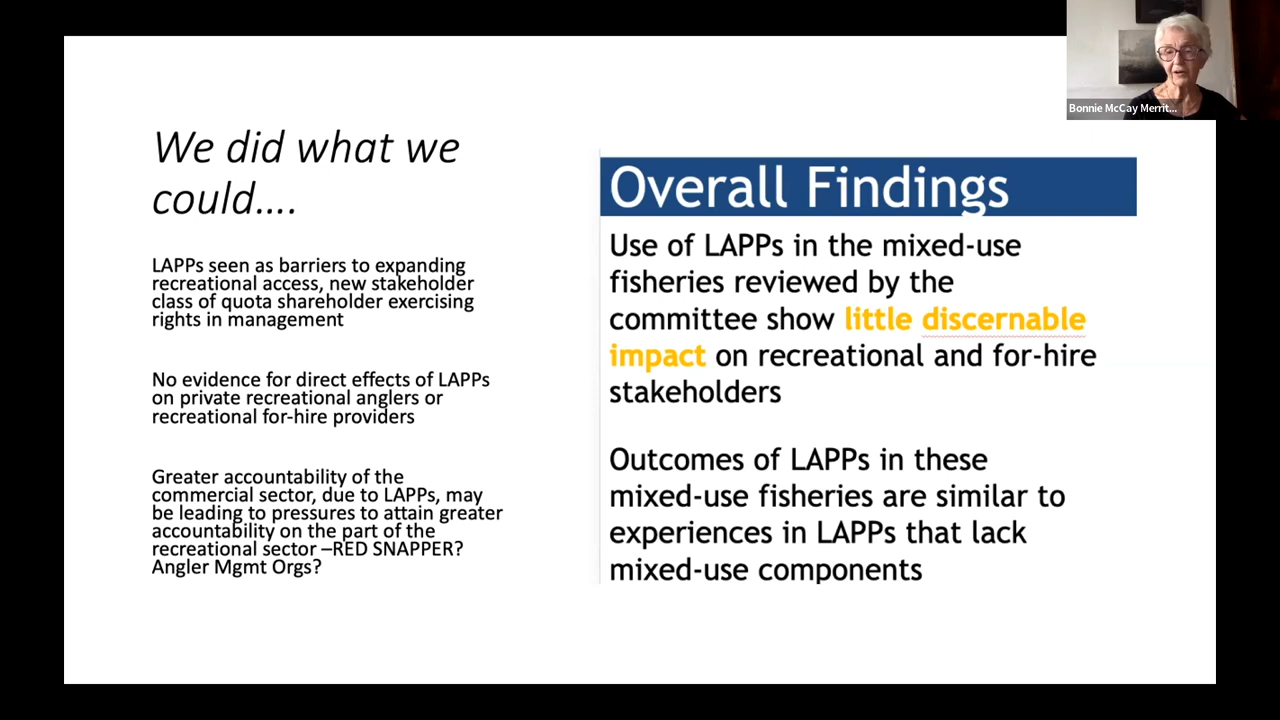 Bonnie McCay Merrit...
We did what we
could....
LAPPs seen as barriers to expanding
recreational access, new stakeholder
class of quota shareholder exercising
rights in management
No evidence for direct effects of LAPPs
on private recreational anglers or
recreational for-hire providers
Greater accountability of the
commercial sector, due to LAPPs, may
be leading to pressures to attain greater
accountability on the part of the
recreational sector –RED SNAPPER?
Angler Mgmt Orgs?
Overall Findings
Use of LAPPs in the mixed-use
fisheries reviewed by the
committee show little discernable
impact on recreational and for-hire
stakeholders
Outcomes of LAPPs in these
mixed-use fisheries are similar to
experiences in LAPPs that lack
mixed-use components